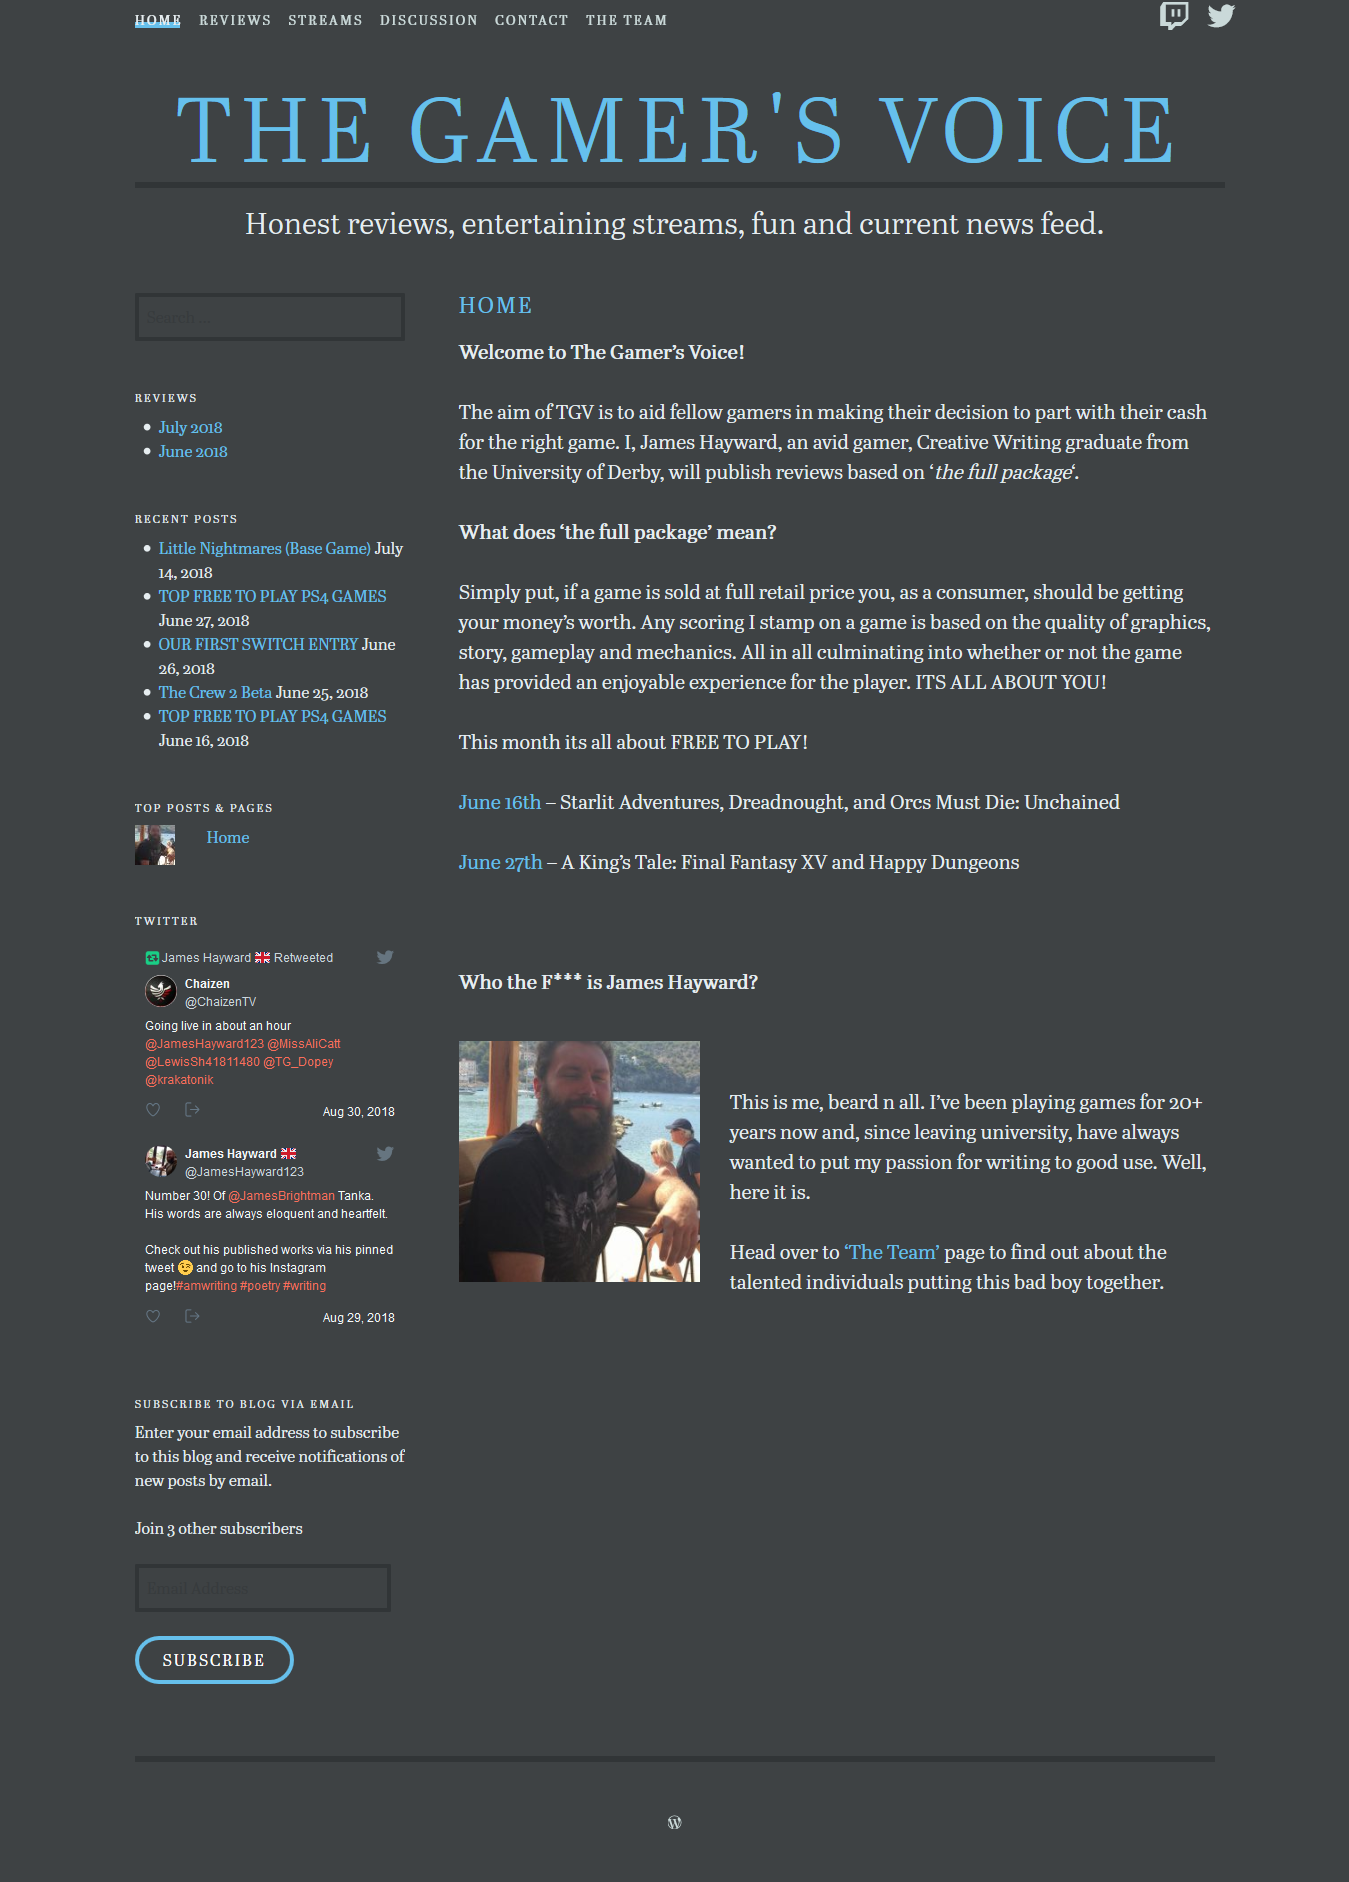 HOME REVIEWS STREAMS DISCUSSION CONTACT THE TEAM
THE GAMER'S VOICE
Honest reviews, entertaining streams, fun and current news feed.
Search …
REVIEWS
July 2018
June 2018
RECENT POSTS
Little Nightmares (Base Game) July
14, 2018
TOP FREE TO PLAY PS4 GAMES
June 27, 2018
OUR FIRST SWITCH ENTRY June
26, 2018
The Crew 2 Beta June 25, 2018
TOP FREE TO PLAY PS4 GAMES
June 16, 2018
TOP POSTS & PAGES
Home
TWITTER
James Hayward 🇬🇧 Retweeted
Chaizen
@ChaizenTV
Going live in about an hour
@JamesHayward123 @MissAliCatt
@LewisSh41811480 @TG_Dopey
@krakatonik
Aug 30, 2018
James Hayward 🇬🇧
@JamesHayward123
Number 30! Of @JamesBrightman Tanka.
His words are always eloquent and heartfelt.
Check out his published works via his pinned
tweet 😉 and go to his Instagram
page!#amwriting #poetry #writing
Aug 29, 2018
SUBSCRIBE TO BLOG VIA EMAIL
Enter your email address to subscribe
to this blog and receive notifications of
new posts by email.
Join 3 other subscribers
Email Address
SUBSCRIBE
HOME
Welcome to The Gamer’s Voice!
The aim of TGV is to aid fellow gamers in making their decision to part with their cash
for the right game. I, James Hayward, an avid gamer, Creative Writing graduate from
the University of Derby, will publish reviews based on ‘the full package‘.
What does ‘the full package’ mean?
Simply put, if a game is sold at full retail price you, as a consumer, should be getting
your money’s worth. Any scoring I stamp on a game is based on the quality of graphics,
story, gameplay and mechanics. All in all culminating into whether or not the game
has provided an enjoyable experience for the player. ITS ALL ABOUT YOU!
This month its all about FREE TO PLAY!
June 16th – Starlit Adventures, Dreadnought, and Orcs Must Die: Unchained
June 27th – A King’s Tale: Final Fantasy XV and Happy Dungeons
Who the F*** is James Hayward?
This is me, beard n all. I’ve been playing games for 20+
years now and, since leaving university, have always
wanted to put my passion for writing to good use. Well,
here it is.
Head over to ‘The Team’ page to find out about the
talented individuals putting this bad boy together.